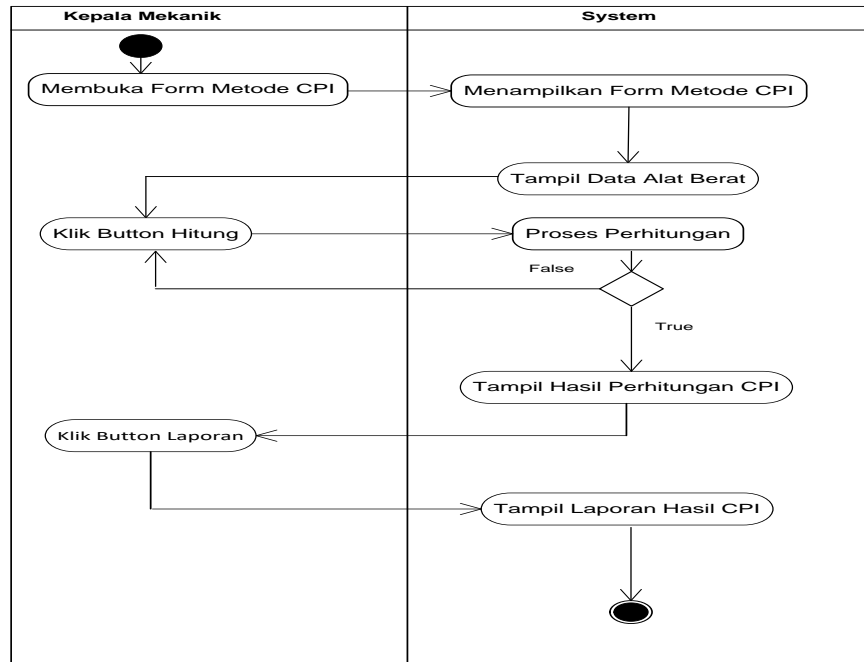 Kepala Mekanik
System
Membuka Form Metode CPI
Menampilkan Form Metode CPI
Tampil Data Alat Berat
Klik Button Hitung
Proses Perhitungan
False
True
Tampil Hasil Perhitungan CPI
Klik Button Laporan
Tampil Laporan Hasil CPI